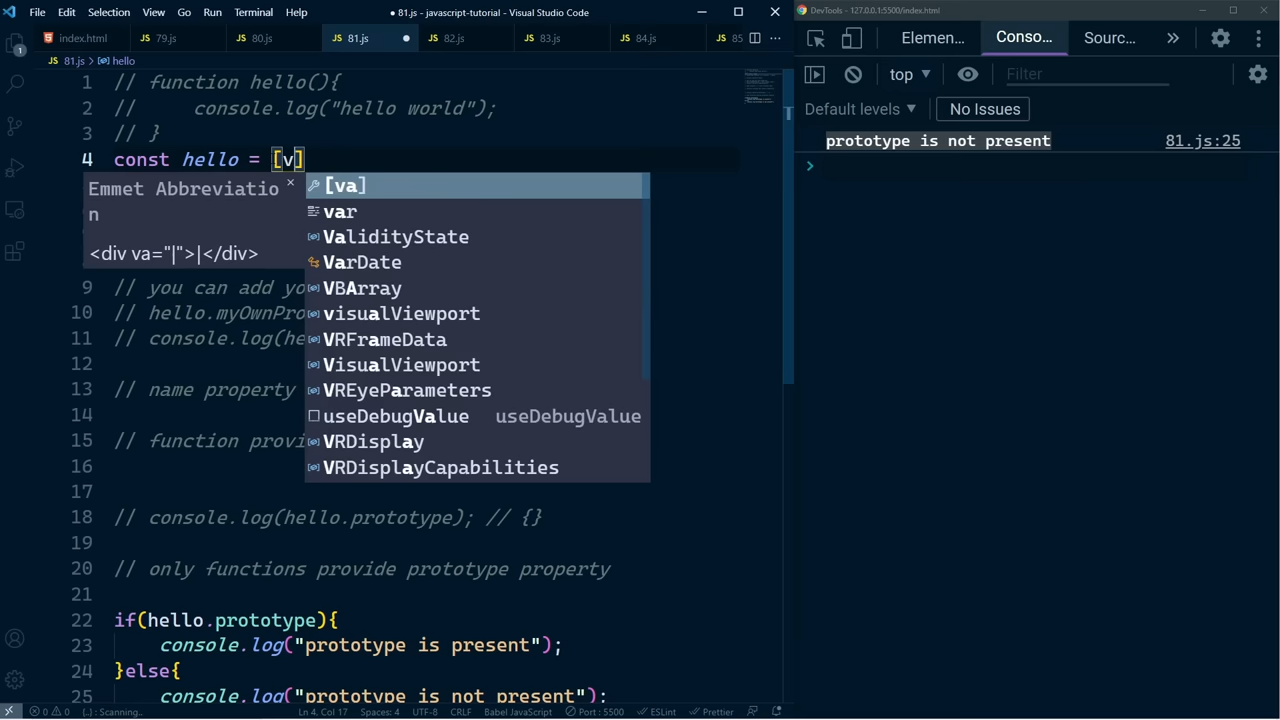 File Edit Selection View Go Run Terminal Help
● 81.js - javascript-tutorial - Visual Studio Code
DevTools - 127.0.0.1:5500/index.html
index.html 79.js 80.js 81.js 82.js 83.js 84.js 85
81.js > hello
1 // function hello(){
2 //     console.log("hello world");
3 // }
4 const hello = [v]
Emmet Abbreviatio
n
<div va="|">|</div>
[va]
var
ValidityState
VarDate
VBArray
visualViewport
VRFrameData
VisualViewport
VREyeParameters
useDebugValue useDebugValue
VRDisplay
VRDisplayCapabilities
9 // you can add yo
10 // hello.myOwnPro
11 // console.log(he
12
13 // name property
14
15 // function provi
16
17
18 // console.log(hello.prototype); // {}
19
20 // only functions provide prototype property
21
22 if(hello.prototype){
23     console.log("prototype is present");
24 }else{
25     console.log("prototype is not present");
1
0 0 {..} : Scanning.. Ln 4, Col 17 Spaces: 4 UTF-8 CRLF Babel JavaScript Port : 5500 ESLint Prettier
Elemen... Conso... Sourc... »
top Filter
Default levels No Issues
prototype is not present 81.js:25
>